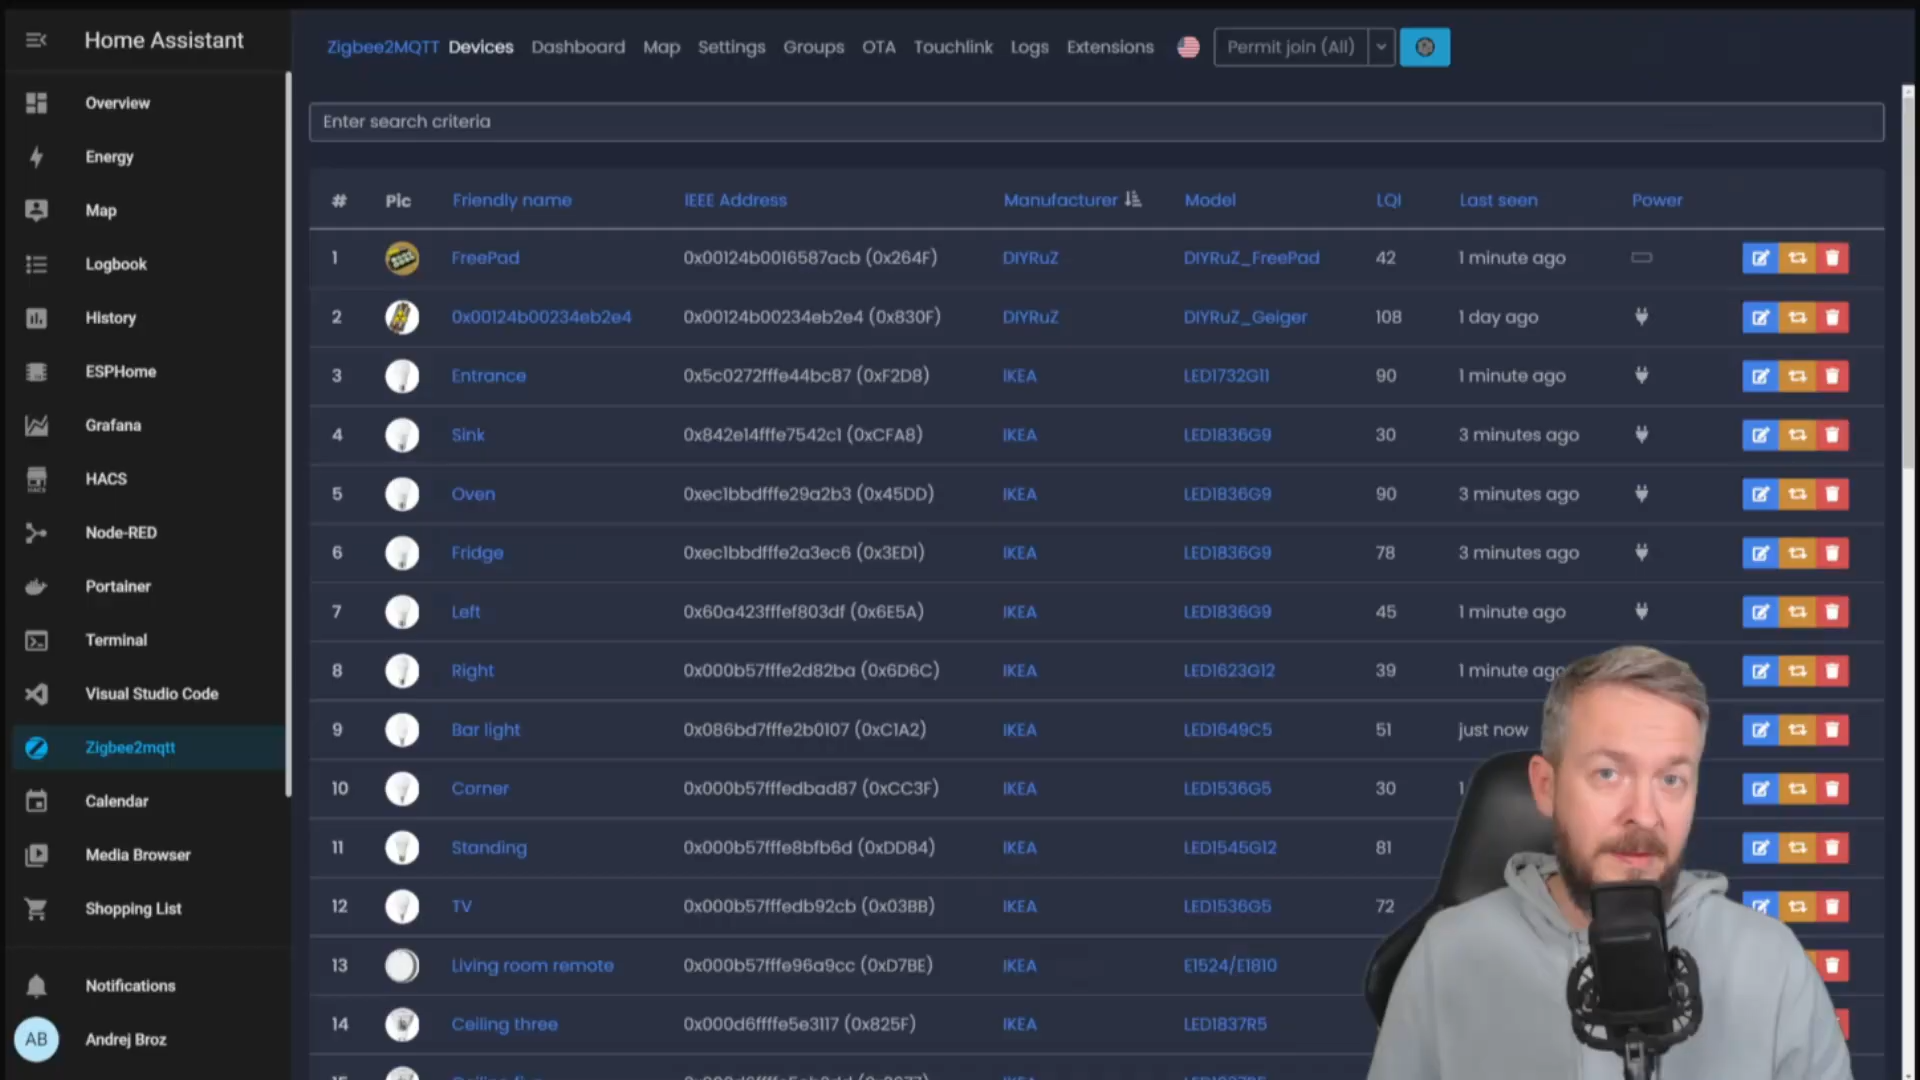 Home Assistant
Overview
Energy
Map
Logbook
History
ESPHome
Grafana
HACS
HACS
Node-RED
Portainer
Terminal
Visual Studio Code
Zigbee2mqtt
Calendar
Media Browser
Shopping List
Notifications
AB Andrej Broz
Zigbee2MQTT Devices Dashboard Map Settings Groups OTA Touchlink Logs Extensions Permit join (All)
Enter search criteria
# Pic Friendly name IEEE Address Manufacturer Model LQI Last seen Power
1 FreePad 0x00124b0016587acb (0x264F) DIYRuZ DIYRuZ_FreePad 42 1 minute ago
2 0x00124b00234eb2e4 0x00124b00234eb2e4 (0x830F) DIYRuZ DIYRuZ_Geiger 108 1 day ago
3 Entrance 0x5c0272fffe44bc87 (0xF2D8) IKEA LED1732G11 90 1 minute ago
4 Sink 0x842e14fffe7542c1 (0xCFA8) IKEA LED1836G9 30 3 minutes ago
5 Oven 0xec1bbdfffe29a2b3 (0x45DD) IKEA LED1836G9 90 3 minutes ago
6 Fridge 0xec1bbdfffe2a3ec6 (0x3ED1) IKEA LED1836G9 78 3 minutes ago
7 Left 0x60a423fffef803df (0x6E5A) IKEA LED1836G9 45 1 minute ago
8 Right 0x000b57fffe2d82ba (0x6D6C) IKEA LED1623G12 39 1 minute ago
9 Bar light 0x086bd7fffe2b0107 (0xC1A2) IKEA LED1649C5 51 just now
10 Corner 0x000b57fffedbad87 (0xCC3F) IKEA LED1536G5 30 1
11 Standing 0x000b57fffe8bfb6d (0xDD84) IKEA LED1545G12 81
12 TV 0x000b57fffedb92cb (0x03BB) IKEA LED1536G5 72
13 Living room remote 0x000b57fffe96a9cc (0xD7BE) IKEA E1524/E1810
14 Ceiling three 0x000d6ffffe5e3117 (0x825F) IKEA LED1837R5